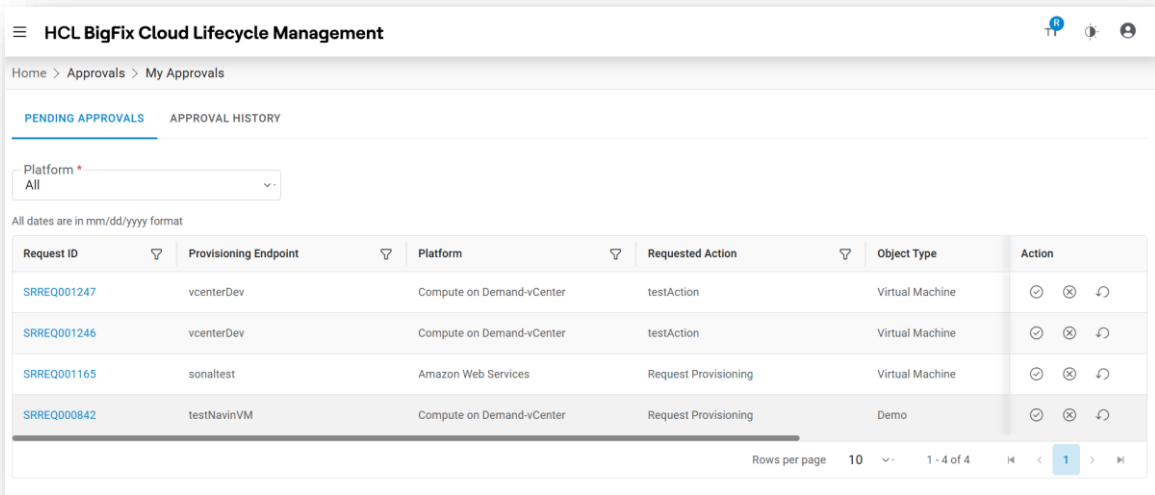 HCL BigFix Cloud Lifecycle Management
R
TT
Home > Approvals > My Approvals
PENDING APPROVALS APPROVAL HISTORY
Platform *
All
All dates are in mm/dd/yyyy format
Request ID Provisioning Endpoint Platform Requested Action Object Type Action
SRREQ001247 vcenterDev Compute on Demand-vCenter testAction Virtual Machine
SRREQ001246 vcenterDev Compute on Demand-vCenter testAction Virtual Machine
SRREQ001165 sonaltest Amazon Web Services Request Provisioning Virtual Machine
SRREQ000842 testNavinVM Compute on Demand-vCenter Request Provisioning Demo
Rows per page 10 1 - 4 of 4 1